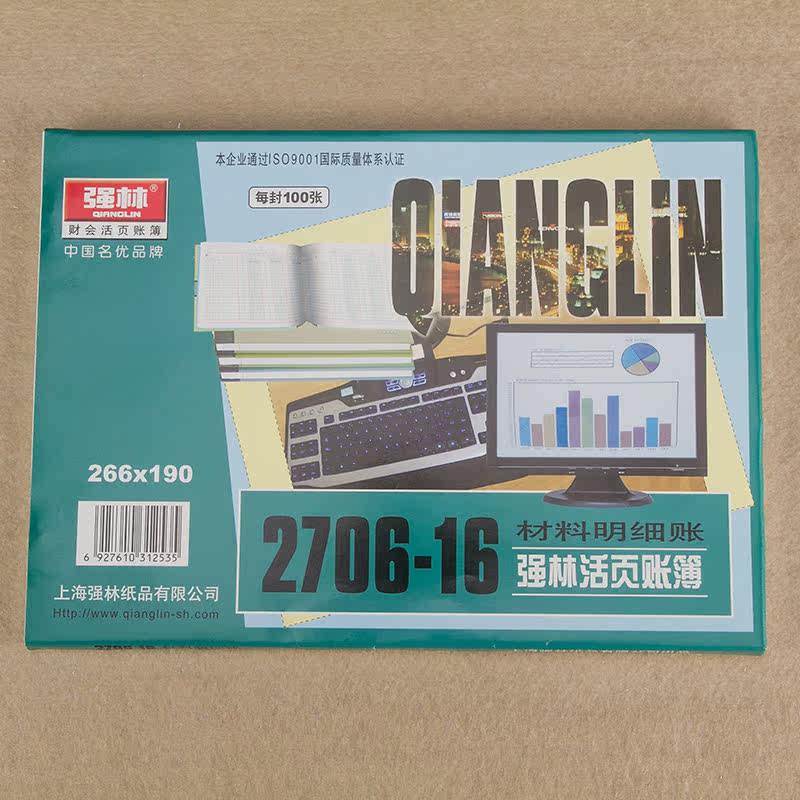 本企业通过ISO9001国际质量体系认证
强林®
QIANGLIN
财会活页账簿
中国名优品牌
每封100张
QIANGLIN
266x190
6 927610 312535
2706-16
材料明细账
强林活页账簿
上海强林纸品有限公司
Http://www.qianglin-sh.com
2706-16